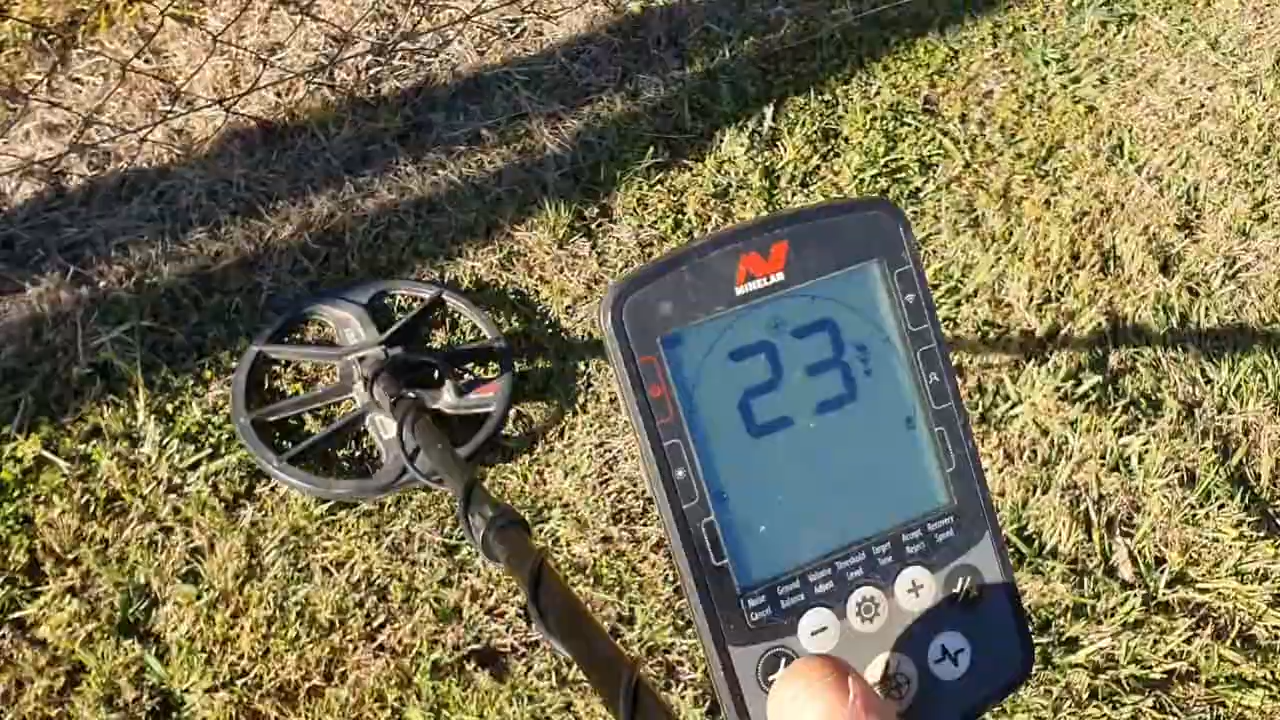 MINELAB
23
Noise Cancel
Ground Balance
Volume Adjust
Threshold Level
Target Tone
Accept Reject
Recovery Speed